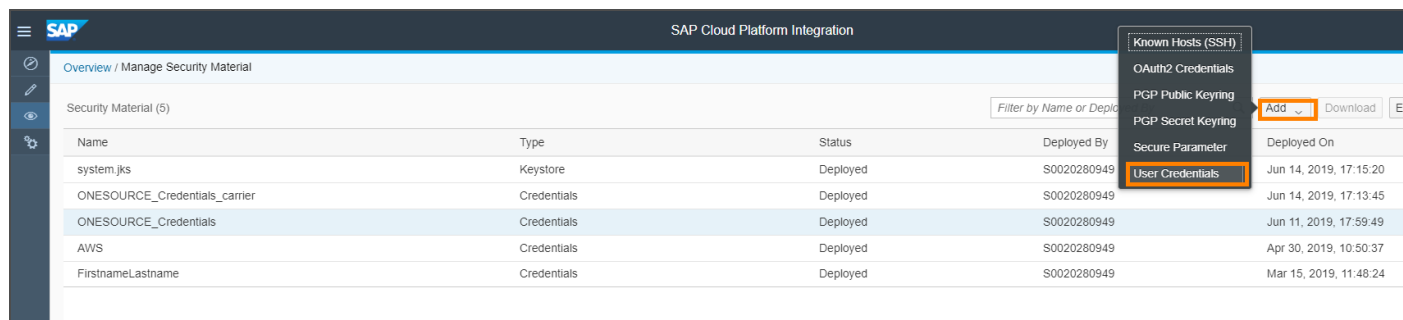 SAP SAP Cloud Platform Integration
Known Hosts (SSH)
Overview / Manage Security Material OAuth2 Credentials
PGP Public Keyring
Security Material (5) Filter by Name or Deplo Add Download E
PGP Secret Keyring
Name Type Status Deployed By Secure Parameter Deployed On
system.jks Keystore Deployed S0020280949 User Credentials Jun 14, 2019, 17:15:20
ONESOURCE_Credentials_carrier Credentials Deployed S0020280949 Jun 14, 2019, 17:13:45
ONESOURCE_Credentials Credentials Deployed S0020280949 Jun 11, 2019, 17:59:49
AWS Credentials Deployed S0020280949 Apr 30, 2019, 10:50:37
FirstnameLastname Credentials Deployed S0020280949 Mar 15, 2019, 11:48:24